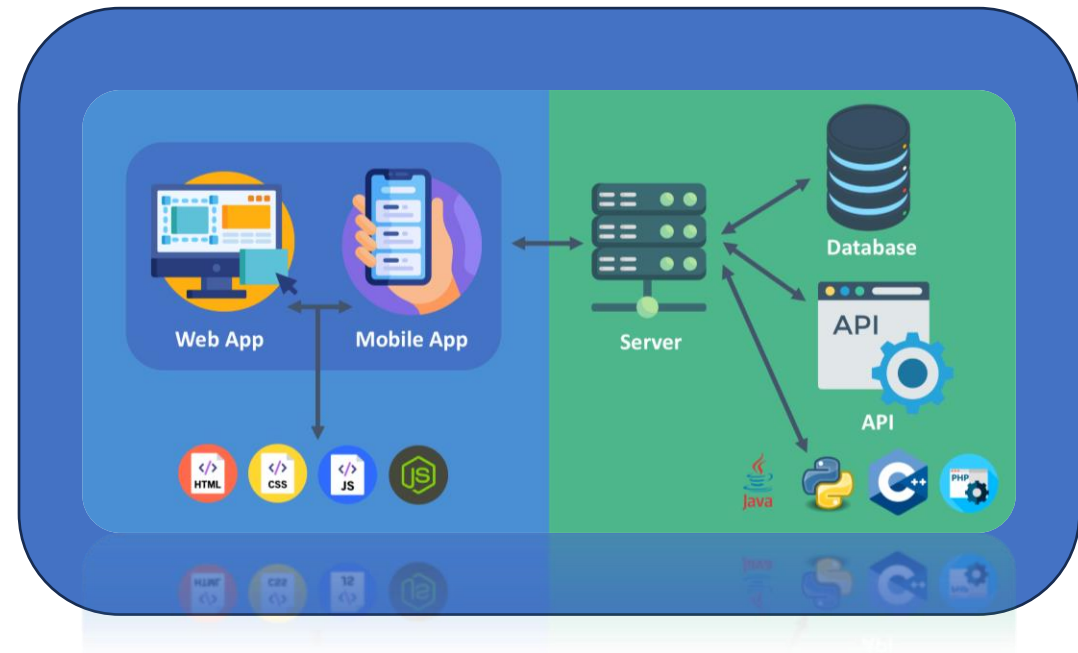 Web App
Mobile App
</> HTML
</> CSS
</> JS
JS
Server
Database
API
API
Java
C++
PHP